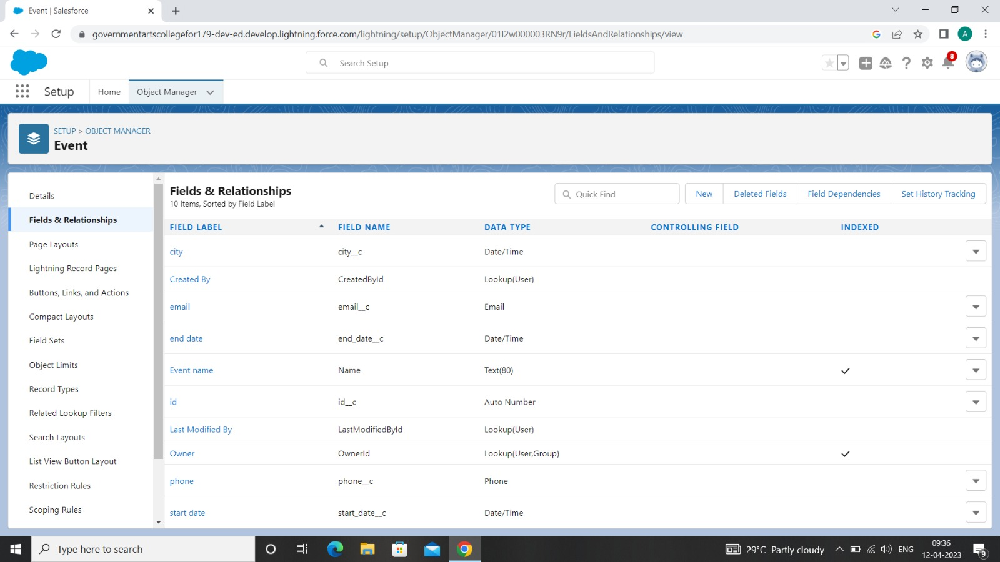 Event | Salesforce
governmentartscollegefor179-dev-ed.develop.lightning.force.com/lightning/setup/ObjectManager/01I2w000003RN9r/FieldsAndRelationships/view
A
Search Setup
8
Setup
Home
Object Manager
SETUP > OBJECT MANAGER
Event
Details
Fields & Relationships
Page Layouts
Lightning Record Pages
Buttons, Links, and Actions
Compact Layouts
Field Sets
Object Limits
Record Types
Related Lookup Filters
Search Layouts
List View Button Layout
Restriction Rules
Scoping Rules
Fields & Relationships
10 Items, Sorted by Field Label
Quick Find
New
Deleted Fields
Field Dependencies
Set History Tracking
FIELD LABEL FIELD NAME DATA TYPE CONTROLLING FIELD INDEXED
city city__c Date/Time
Created By CreatedById Lookup(User)
email email__c Email
end date end_date__c Date/Time
Event name Name Text(80)
id id__c Auto Number
Last Modified By LastModifiedById Lookup(User)
Owner OwnerId Lookup(User,Group)
phone phone__c Phone
start date start_date__c Date/Time
Type here to search
29°C Partly cloudy
ENG
09:36
12-04-2023
9